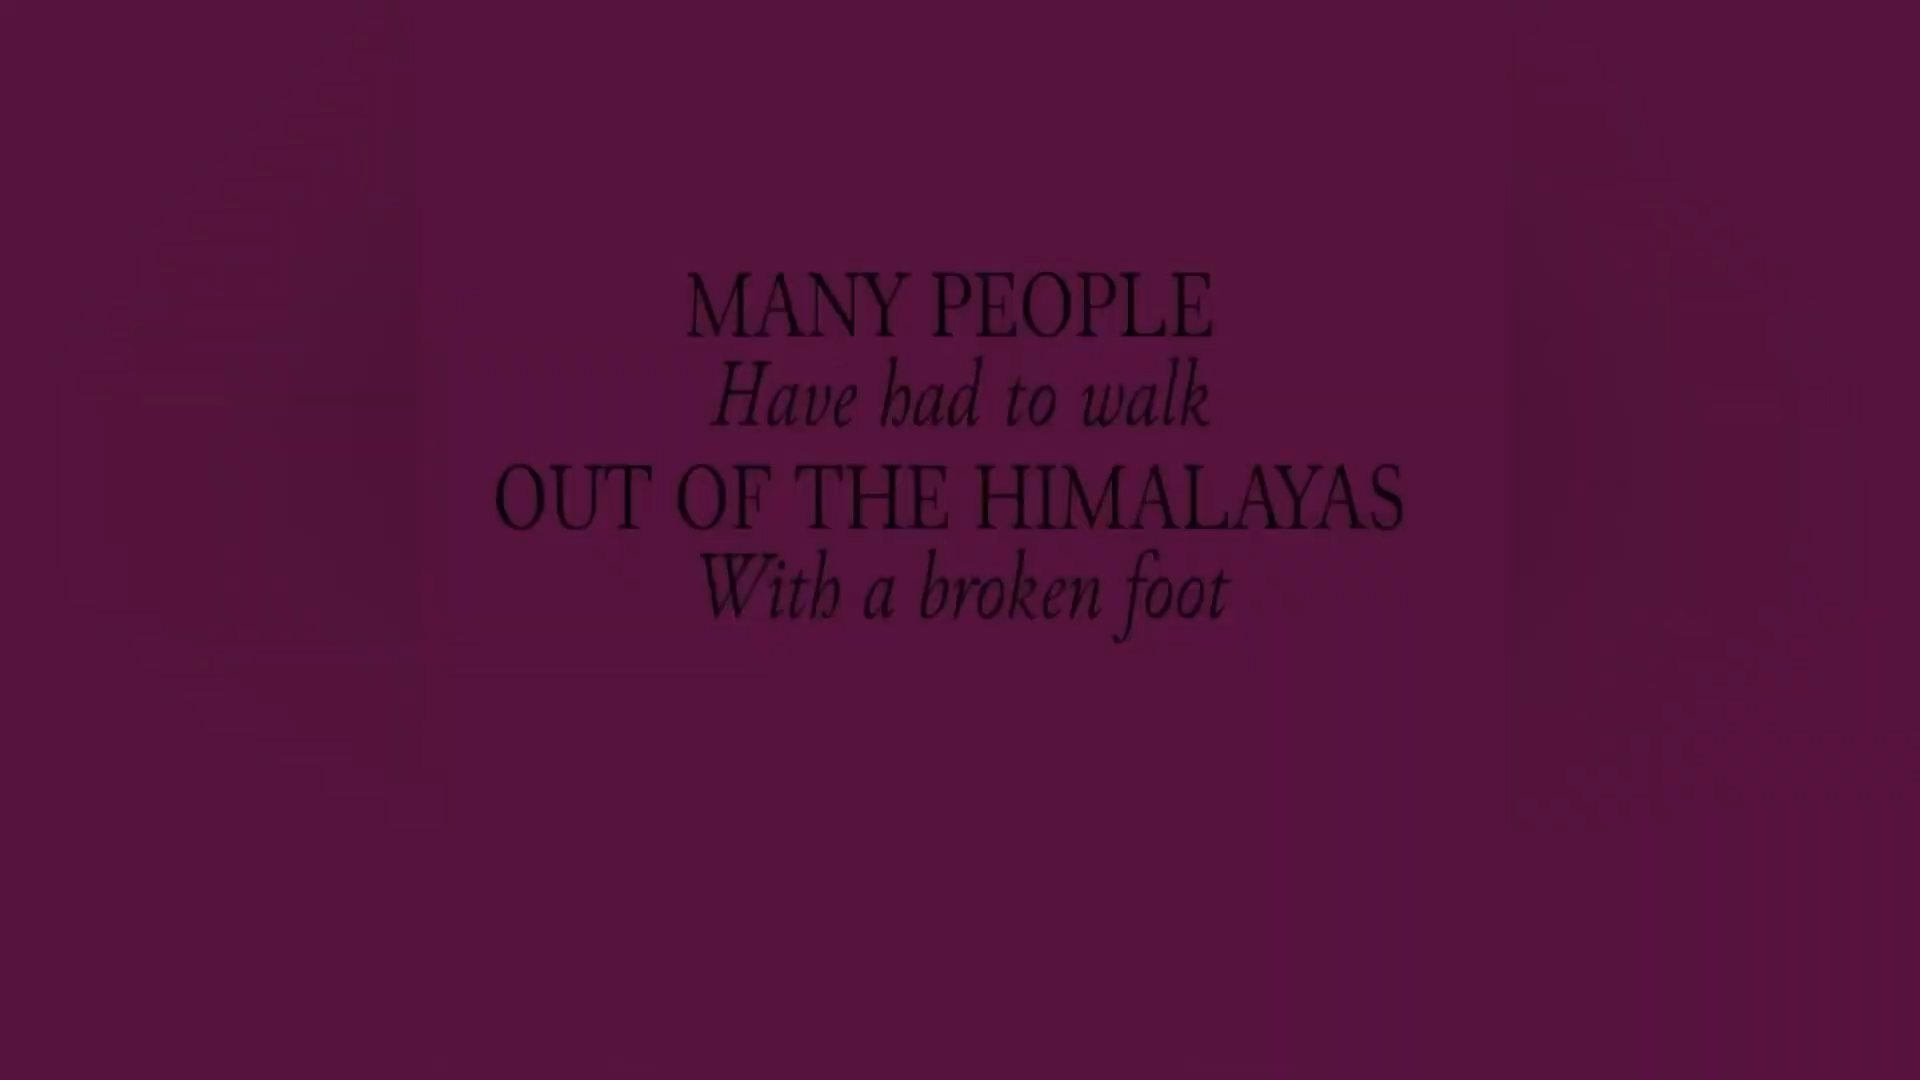 MANY PEOPLE
Have had to walk
OUT OF THE HIMALAYAS
With a broken foot